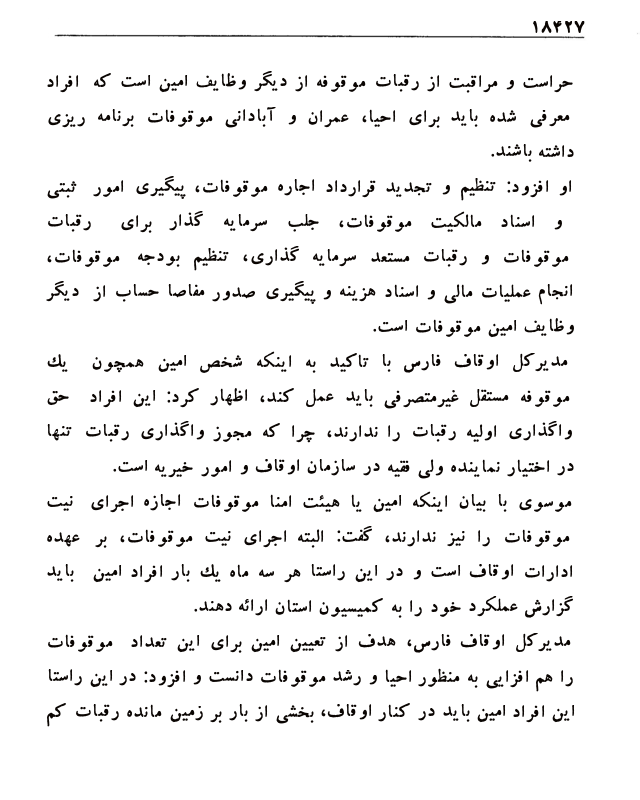 ۱۸۴۲۷
حراست و مراقبت از رقبات موقوفه از دیگر وظایف امین است که افراد
معرفی شده باید برای احیا، عمران و آبادانی موقوفات برنامه ریزی
داشته باشند.
او افزود: تنظیم و تجدید قرارداد اجاره موقوفات، پیگیری امور ثبتی
و اسناد مالکیت موقوفات، جلب سرمایه گذار برای رقبات
موقوفات و رقبات مستعد سرمایه گذاری، تنظیم بودجه موقوفات،
انجام عملیات مالی و اسناد هزینه و پیگیری صدور مفاصا حساب از دیگر
وظایف امین موقوفات است.
مدیرکل اوقاف فارس با تاکید به اینکه شخص امین همچون یك
موقوفه مستقل غیرمتصرفی باید عمل کند، اظهار کرد: این افراد حق
واگذاری اولیه رقبات را ندارند، چرا که مجوز واگذاری رقبات تنها
در اختیار نماینده ولی فقیه در سازمان اوقاف و امور خیریه است.
موسوی با بیان اینکه امین یا هیئت امنا موقوفات اجازه اجرای نیت
موقوفات را نیز ندارند، گفت: البته اجرای نیت موقوفات، بر عهده
ادارات اوقاف است و در این راستا هر سه ماه یك بار افراد امین باید
گزارش عملکرد خود را به کمیسیون استان ارائه دهند.
مدیرکل اوقاف فارس، هدف از تعیین امین برای این تعداد موقوفات
را هم افزایی به منظور احیا و رشد موقوفات دانست و افزود: در این راستا
این افراد امین باید در کنار اوقاف، بخشی از بار بر زمین مانده رقبات کم